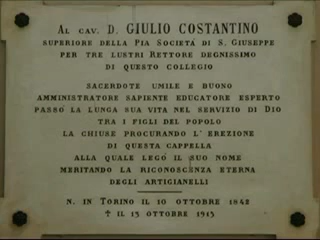 AL CAV. D. GIULIO COSTANTINO
SUPERIORE DELLA PIA SOCIETÀ DI S. GIUSEPPE
PER TRE LUSTRI RETTORE DEGNISSIMO
DI QUESTO COLLEGIO
SACERDOTE UMILE E BUONO
AMMINISTRATORE SAPIENTE EDUCATORE ESPERTO
PASSÒ LA LUNGA SUA VITA NEL SERVIZIO DI DIO
TRA I FIGLI DEL POPOLO
LA CHIUSE PROCURANDO L'EREZIONE
DI QUESTA CAPPELLA
ALLA QUALE LEGÒ IL SUO NOME
MERITANDO LA RICONOSCENZA ETERNA
DEGLI ARTIGIANELLI
N. IN TORINO IL 10 OTTOBRE 1842
† IL 13 OTTOBRE 1915